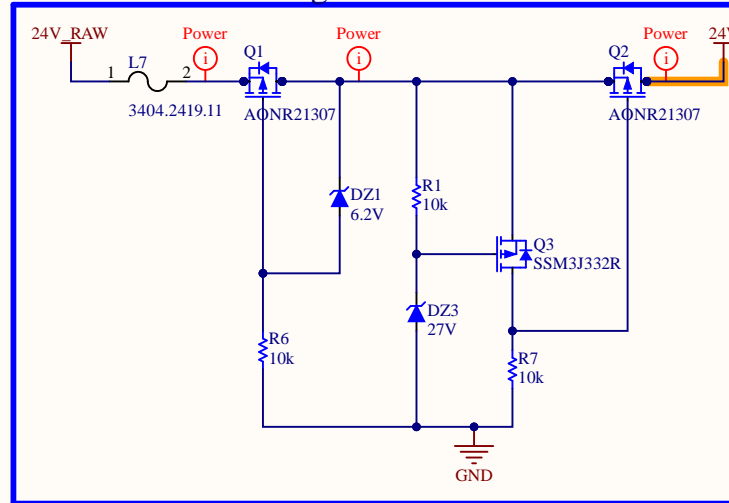 24V_RAW
Power
Power
Power
24V
L7
1
2
3404.2419.11
Q1
AONR21307
Q2
AONR21307
i
i
i
DZ1
6.2V
R1
10k
Q3
SSM3J332R
DZ3
27V
R6
10k
R7
10k
GND